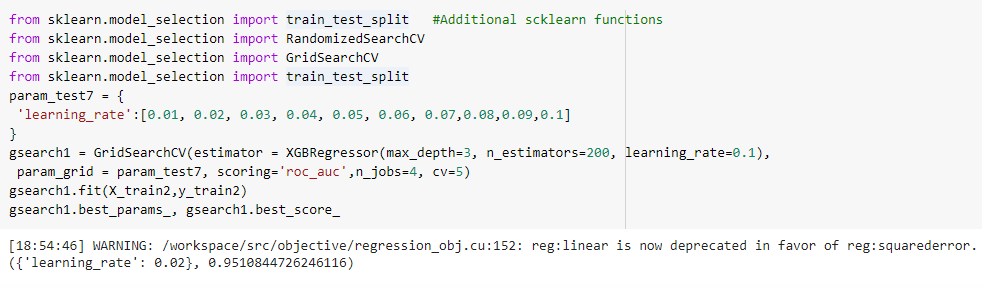 from sklearn.model_selection import train_test_split   #Additional scklearn functions
from sklearn.model_selection import RandomizedSearchCV
from sklearn.model_selection import GridSearchCV
from sklearn.model_selection import train_test_split
param_test7 = {
 'learning_rate':[0.01, 0.02, 0.03, 0.04, 0.05, 0.06, 0.07,0.08,0.09,0.1]
}
gsearch1 = GridSearchCV(estimator = XGBRegressor(max_depth=3, n_estimators=200, learning_rate=0.1),
 param_grid = param_test7, scoring='roc_auc',n_jobs=4, cv=5)
gsearch1.fit(X_train2,y_train2)
gsearch1.best_params_, gsearch1.best_score_
[18:54:46] WARNING: /workspace/src/objective/regression_obj.cu:152: reg:linear is now deprecated in favor of reg:squarederror.
({'learning_rate': 0.02}, 0.9510844726246116)